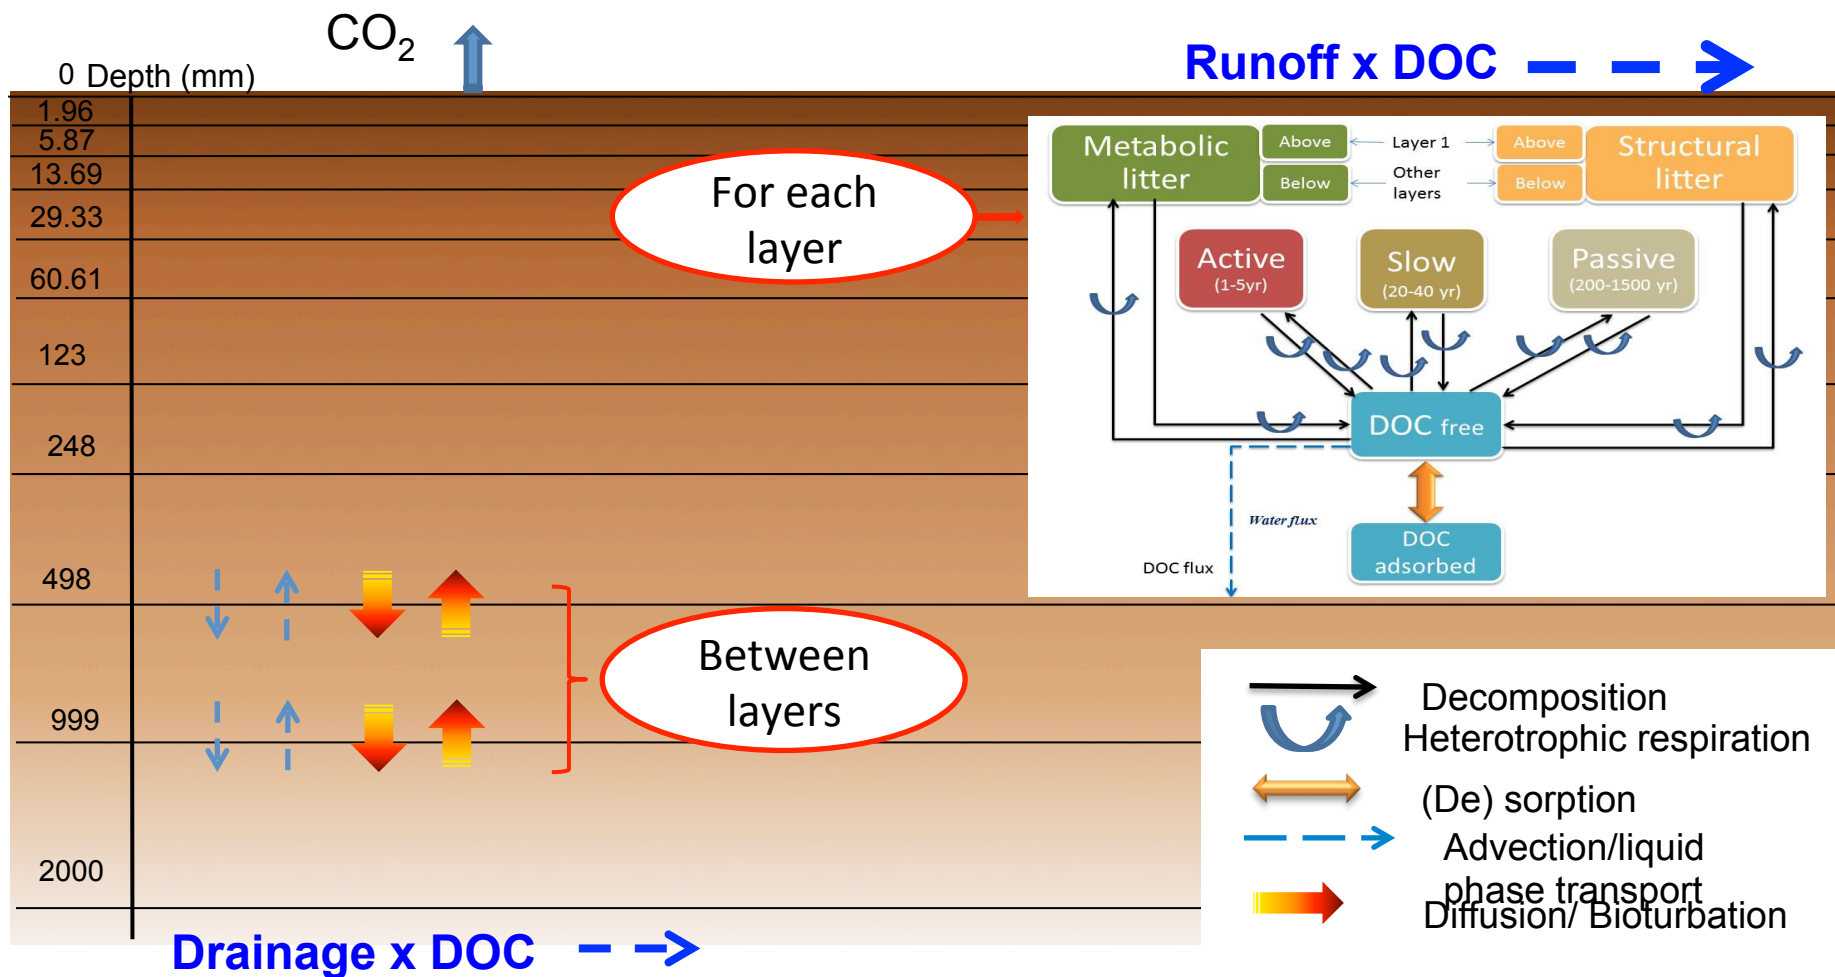 CO2
Runoff x DOC
0 Depth (mm)
1.96
5.87
13.69
29.33
60.61
123
248
498
999
2000
For each
layer
Between
layers
Metabolic
litter
Above
Below
Layer 1
Other
layers
Above
Below
Structural
litter
Active
(1-5yr)
Slow
(20-40 yr)
Passive
(200-1500 yr)
DOC free
Water flux
DOC flux
DOC
adsorbed
Decomposition
Heterotrophic respiration
(De) sorption
Advection/liquid
phase transport
Diffusion/ Bioturbation
Drainage x DOC